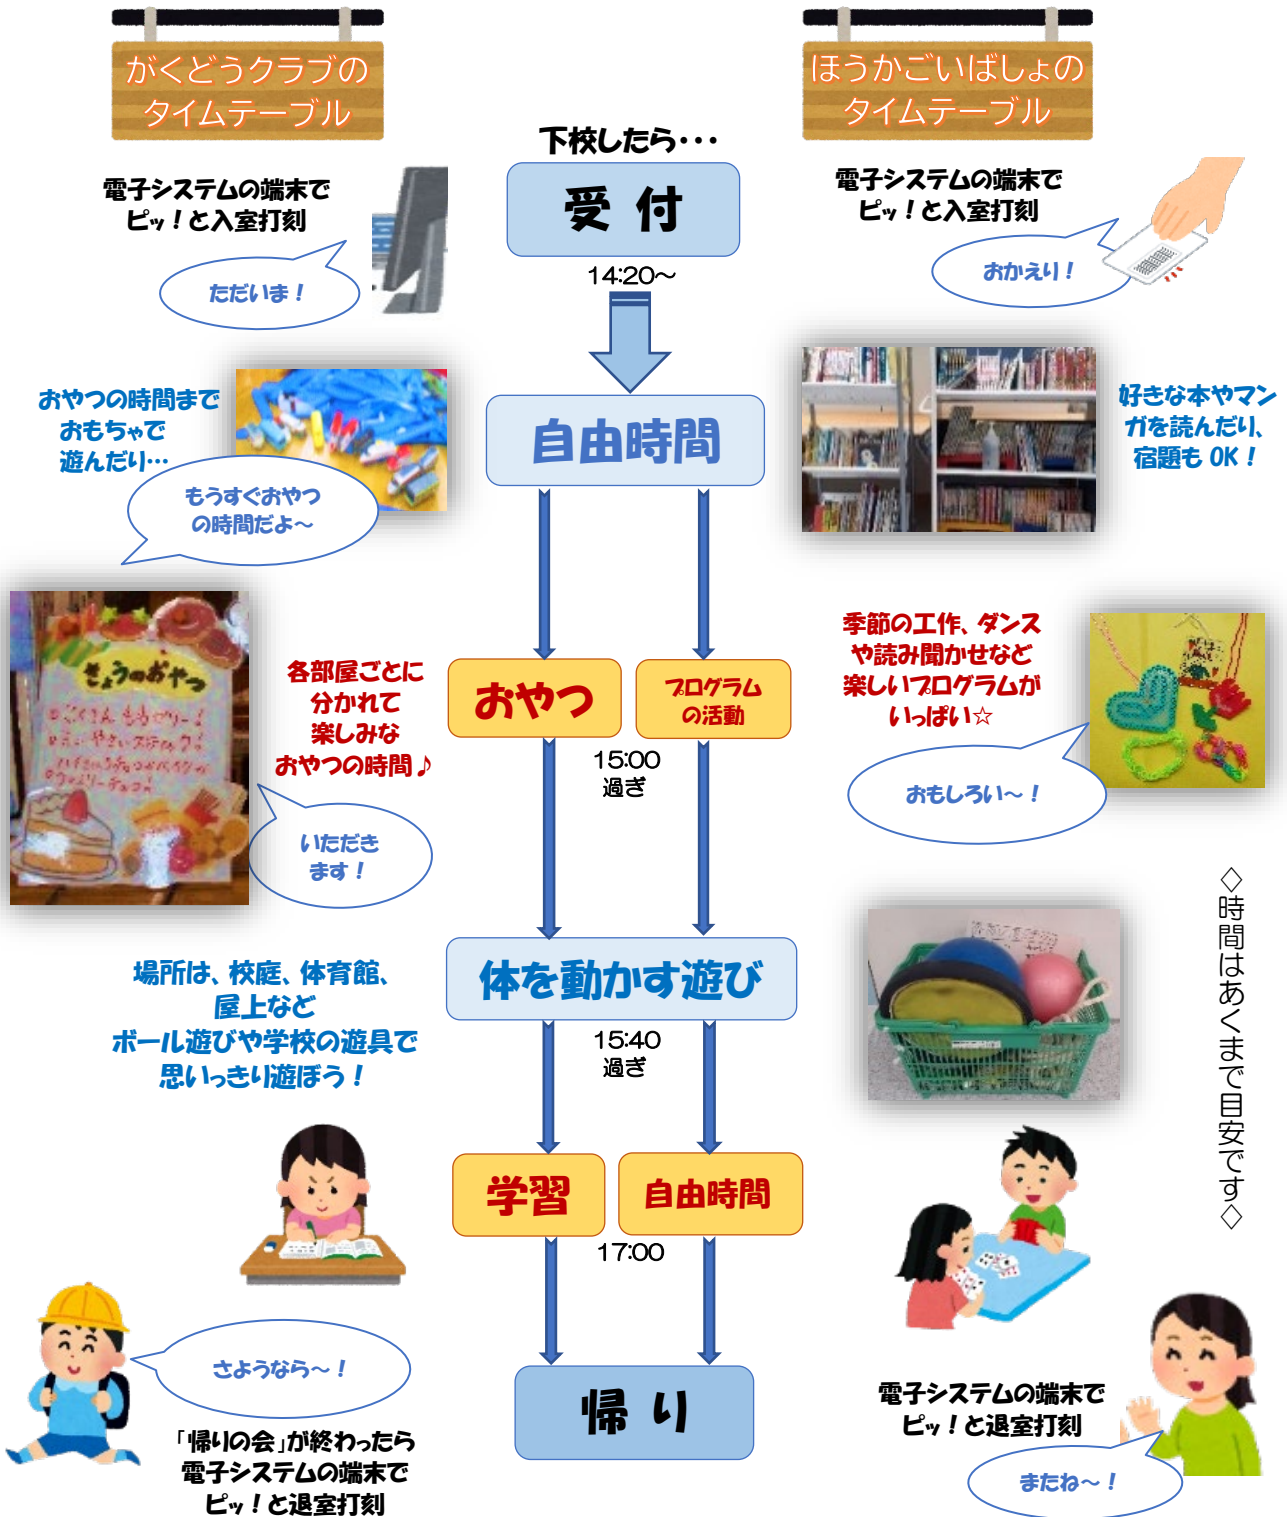 がくどうクラブの
タイムテーブル
ほうかごいばしょの
タイムテーブル
下校したら・・・
受 付
14:20～
電子システムの端末で
ピッ！と入室打刻
ただいま！
電子システムの端末で
ピッ！と入室打刻
おかえり！
自由時間
おやつの時間まで
おもちゃで
遊んだり…
もうすぐおやつ
の時間だよ～
好きな本やマン
ガを読んだり、
宿題も OK！
きょうのおやつ
各部屋ごとに
分かれて
楽しみな
おやつの時間♪
いただき
ます！
おやつ
プログラム
の活動
15:00
過ぎ
季節の工作、ダンス
や読み聞かせなど
楽しいプログラムが
いっぱい☆
おもしろい～！
体を動かす遊び
15:40
過ぎ
場所は、校庭、体育館、
屋上など
ボール遊びや学校の遊具で
思いっきり遊ぼう！
◇時間はあくまで目安です◇
学習
自由時間
17:00
帰 り
さようなら～！
「帰りの会」が終わったら
電子システムの端末で
ピッ！と退室打刻
電子システムの端末で
ピッ！と退室打刻
またね～！